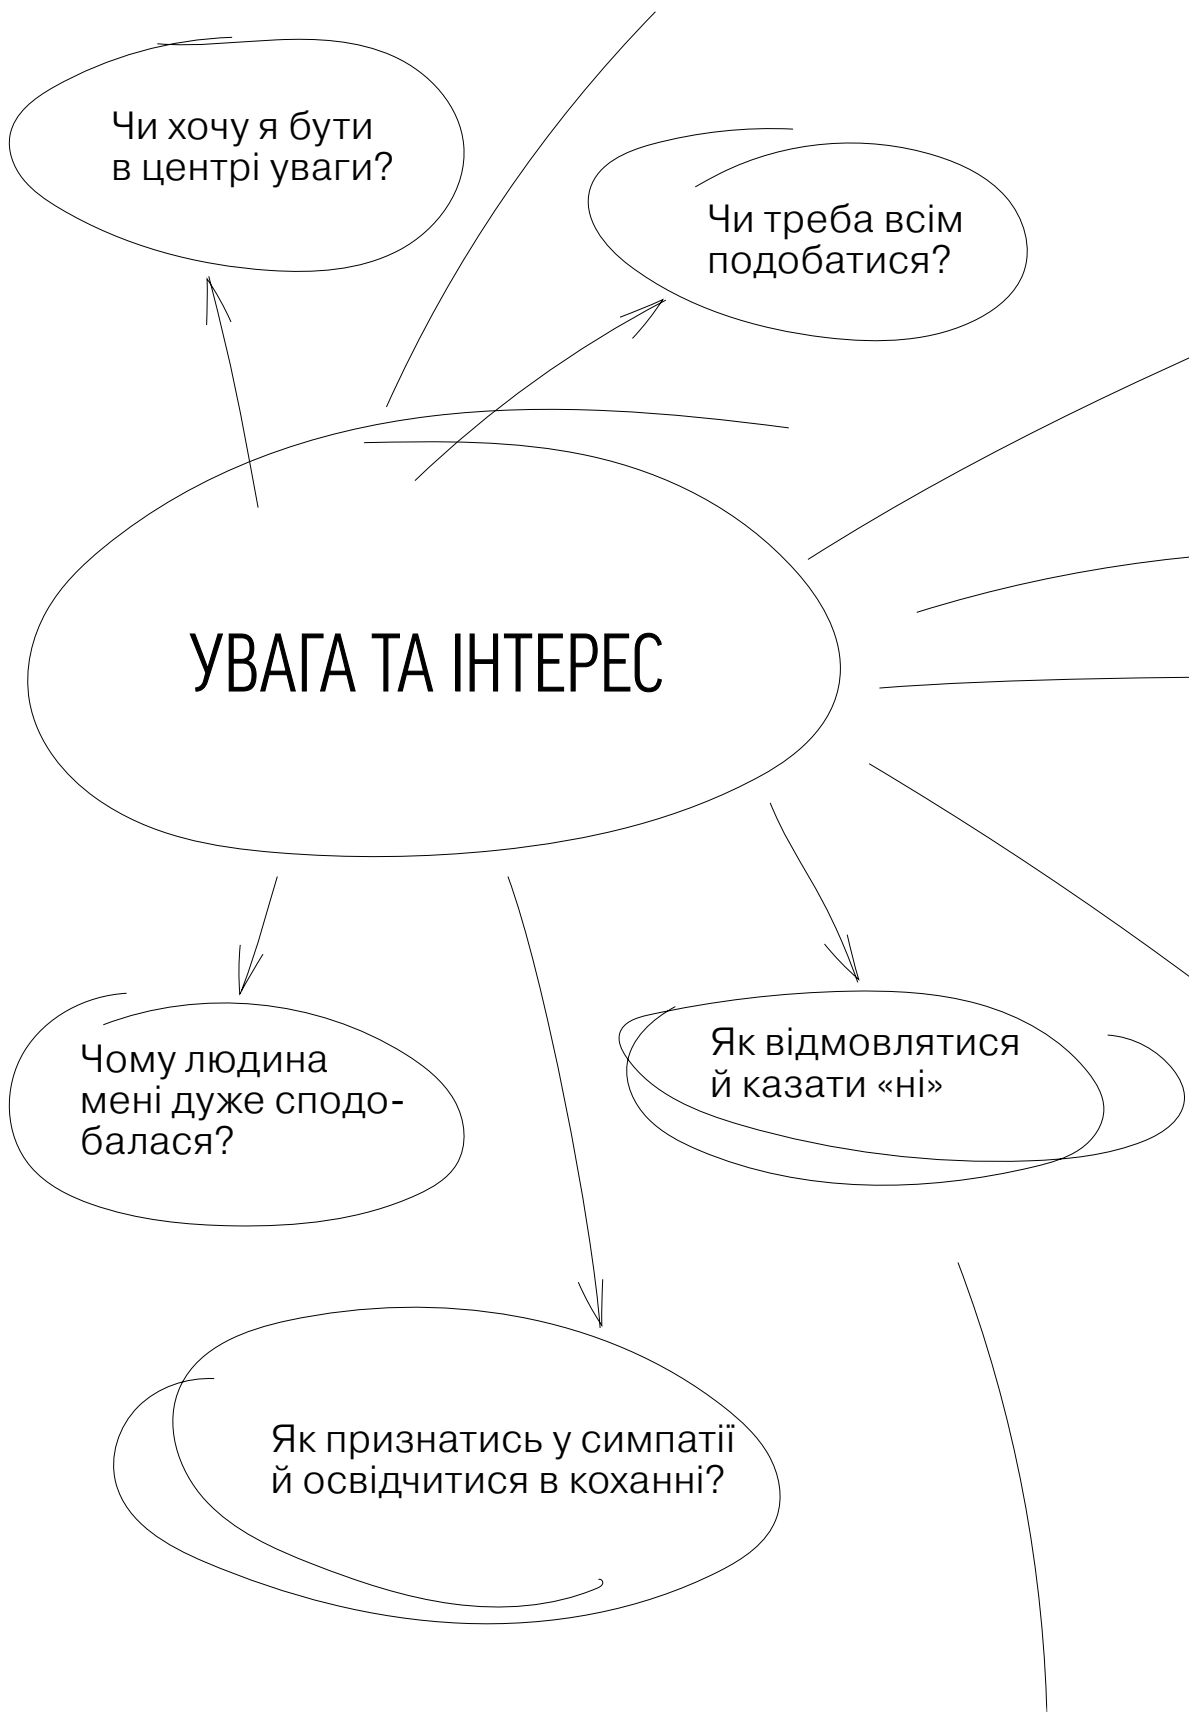 Чи хочу я бути
в центрі уваги?
Чи треба всім
подобатися?
УВАГА ТА ІНТЕРЕС
Чому людина
мені дуже сподо-
балася?
Як відмовлятися
й казати «ні»
Як признатись у симпатії
й освідчитися в коханні?